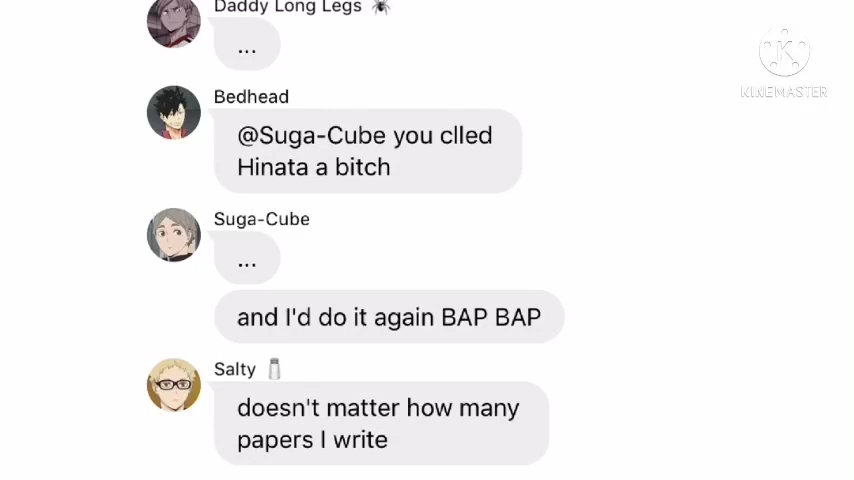 Daddy Long Legs 🕷
...
Bedhead
@Suga-Cube you clled
Hinata a bitch
Suga-Cube
...
and I'd do it again BAP BAP
Salty 🧂
doesn't matter how many
papers I write
K
KINEMASTER